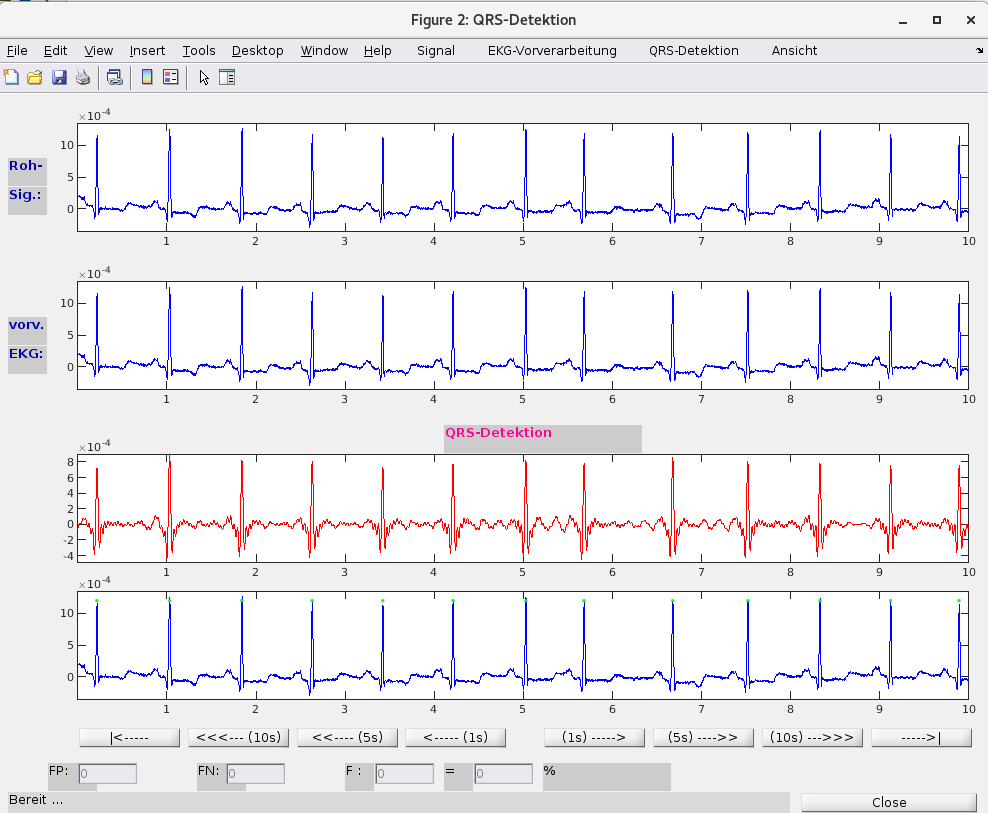 Figure 2: QRS-Detektion
File Edit View Insert Tools Desktop Window Help Signal EKG-Vorverarbeitung QRS-Detektion Ansicht
×10^-4
Roh-
Sig.:
10
5
0
1 2 3 4 5 6 7 8 9 10
×10^-4
vorv.
EKG:
10
5
0
1 2 3 4 5 6 7 8 9 10
QRS-Detektion
×10^-4
8
6
4
2
0
-2
-4
1 2 3 4 5 6 7 8 9 10
×10^-4
10
5
0
1 2 3 4 5 6 7 8 9 10
|<----- <<<--- (10s) <<---- (5s) <----- (1s) (1s) -----> (5s) ---->> (10s) --->>> ----->|
FP: 0 FN: 0 F : 0 = 0 %
Bereit ...
Close